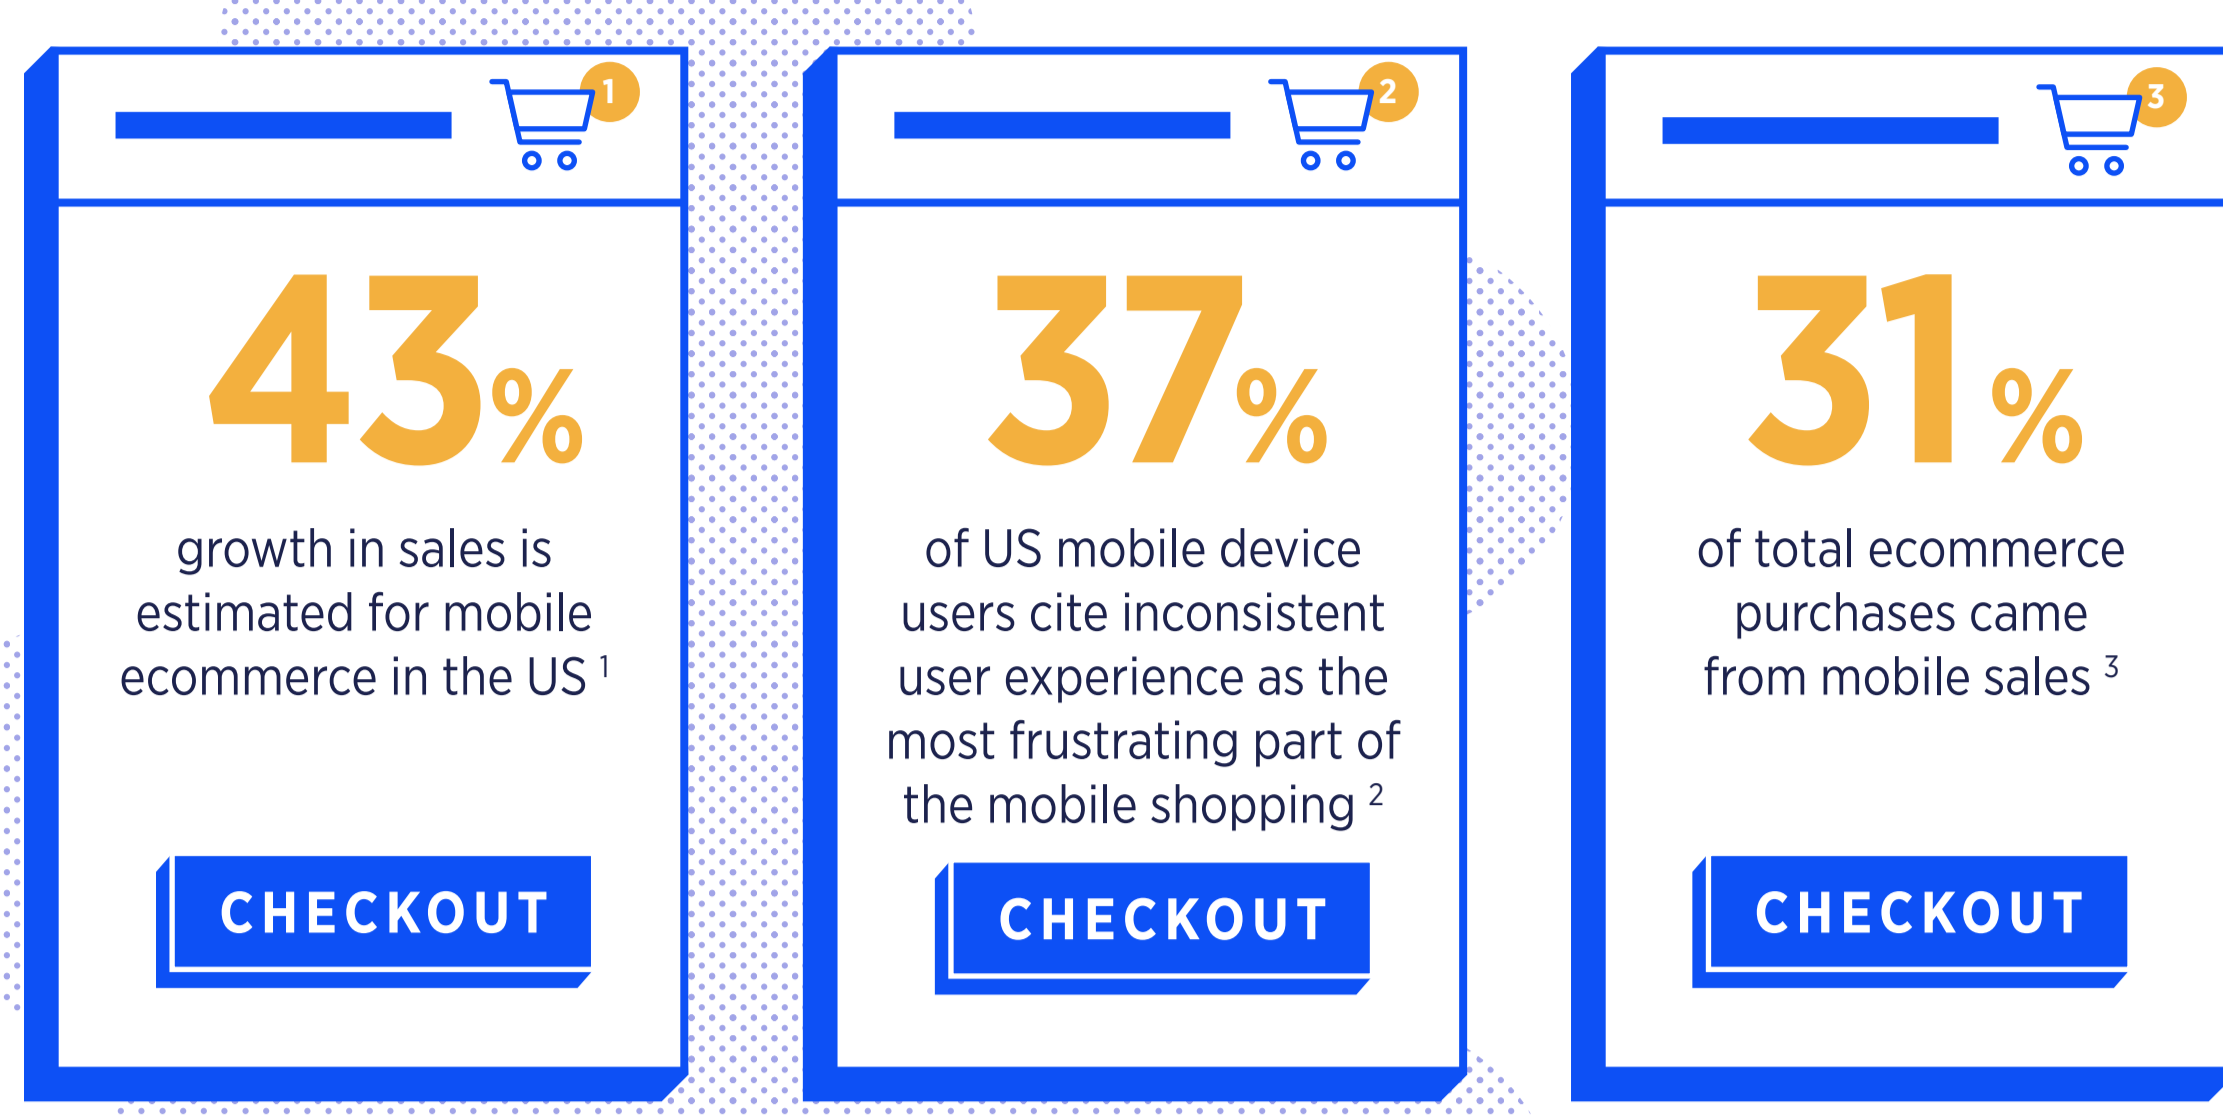 1
43%
growth in sales is
estimated for mobile
ecommerce in the US 1
CHECKOUT
2
37%
of US mobile device
users cite inconsistent
user experience as the
most frustrating part of
the mobile shopping 2
CHECKOUT
3
31%
of total ecommerce
purchases came
from mobile sales 3
CHECKOUT